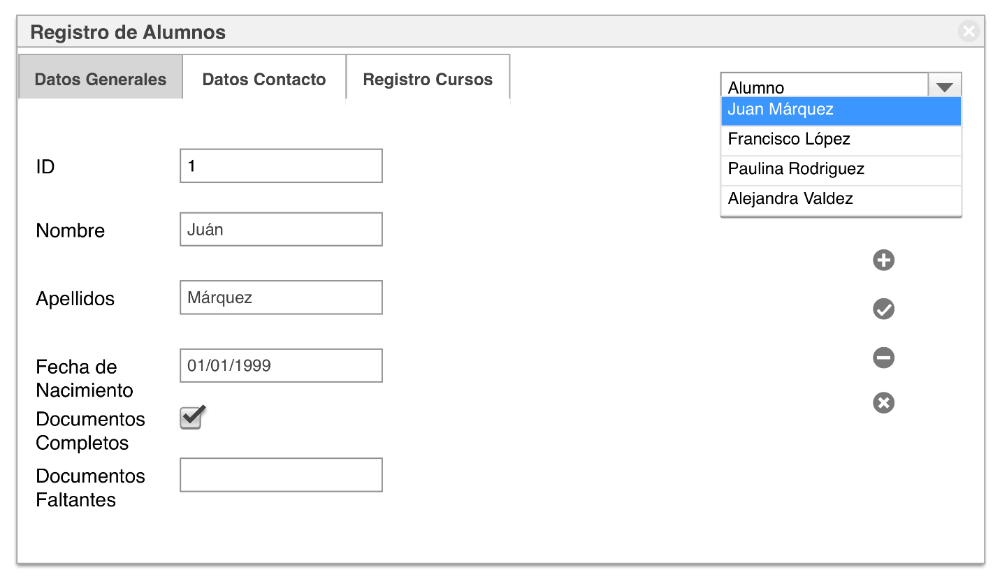 Registro de Alumnos
Datos Generales
Datos Contacto
Registro Cursos
Alumno
Juan Márquez
Francisco López
Paulina Rodriguez
Alejandra Valdez
ID
1
Nombre
Juán
Apellidos
Márquez
Fecha de
Nacimiento
01/01/1999
Documentos
Completos
Documentos
Faltantes